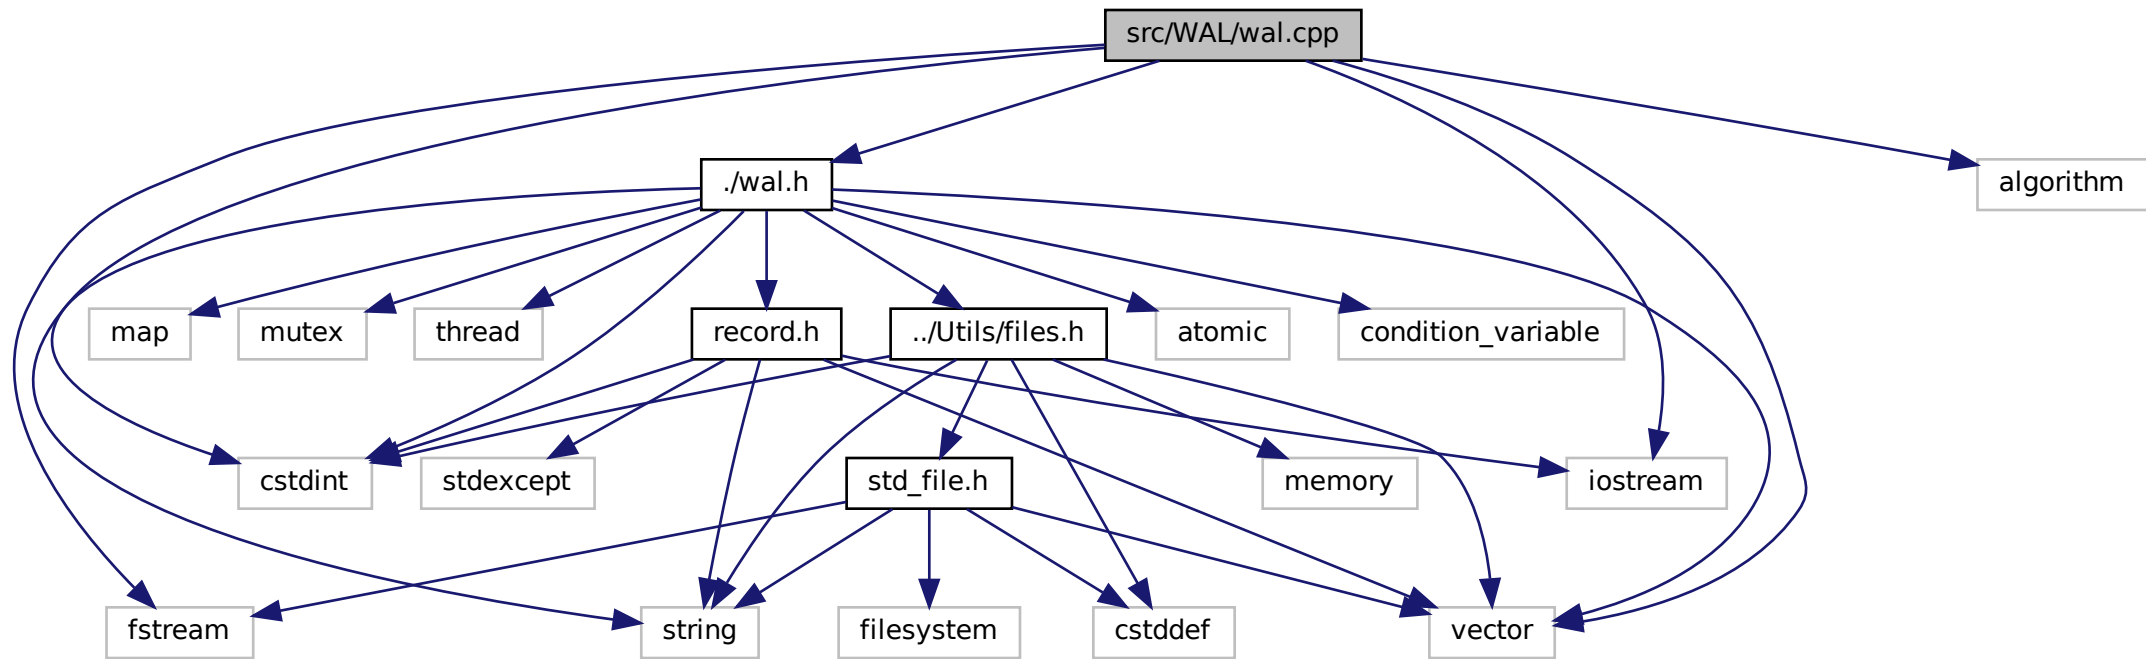 src/WAL/wal.cpp
./wal.h
algorithm
map
mutex
thread
record.h
../Utils/files.h
atomic
condition_variable
cstdint
stdexcept
std_file.h
memory
iostream
fstream
string
filesystem
cstddef
vector